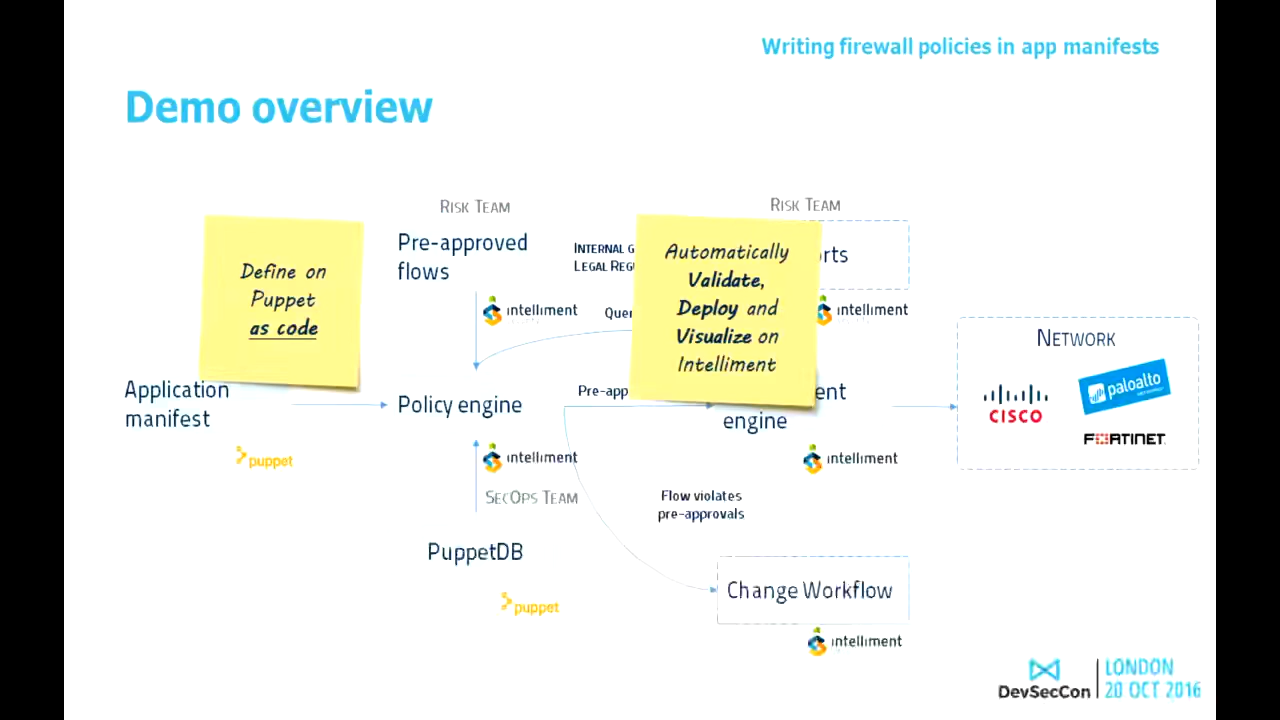 Writing firewall policies in app manifests
Demo overview
RISK TEAM
RISK TEAM
Pre-approved
flows
INTERNAL
LEGAL
Define on
Puppet
as code
Automatically
Validate,
Deploy and
Visualize on
Intelliment
intelliment
intelliment
NETWORK
CISCO
paloalto
FORTINET
Application
manifest
Policy engine
engine
puppet
intelliment
intelliment
SECOPS TEAM
Flow violates
pre-approvals
PuppetDB
puppet
Change Workflow
intelliment
DevSecCon
LONDON
20 OCT 2016